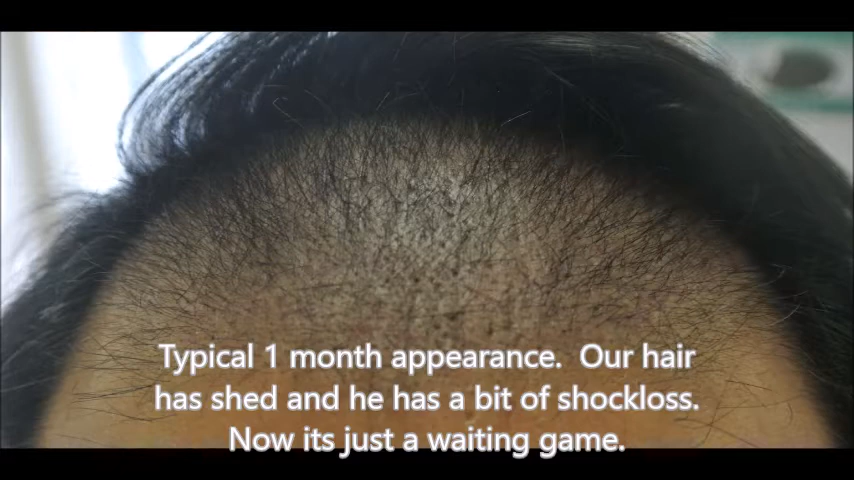 Typical 1 month appearance.  Our hair
has shed and he has a bit of shockloss.
Now its just a waiting game.